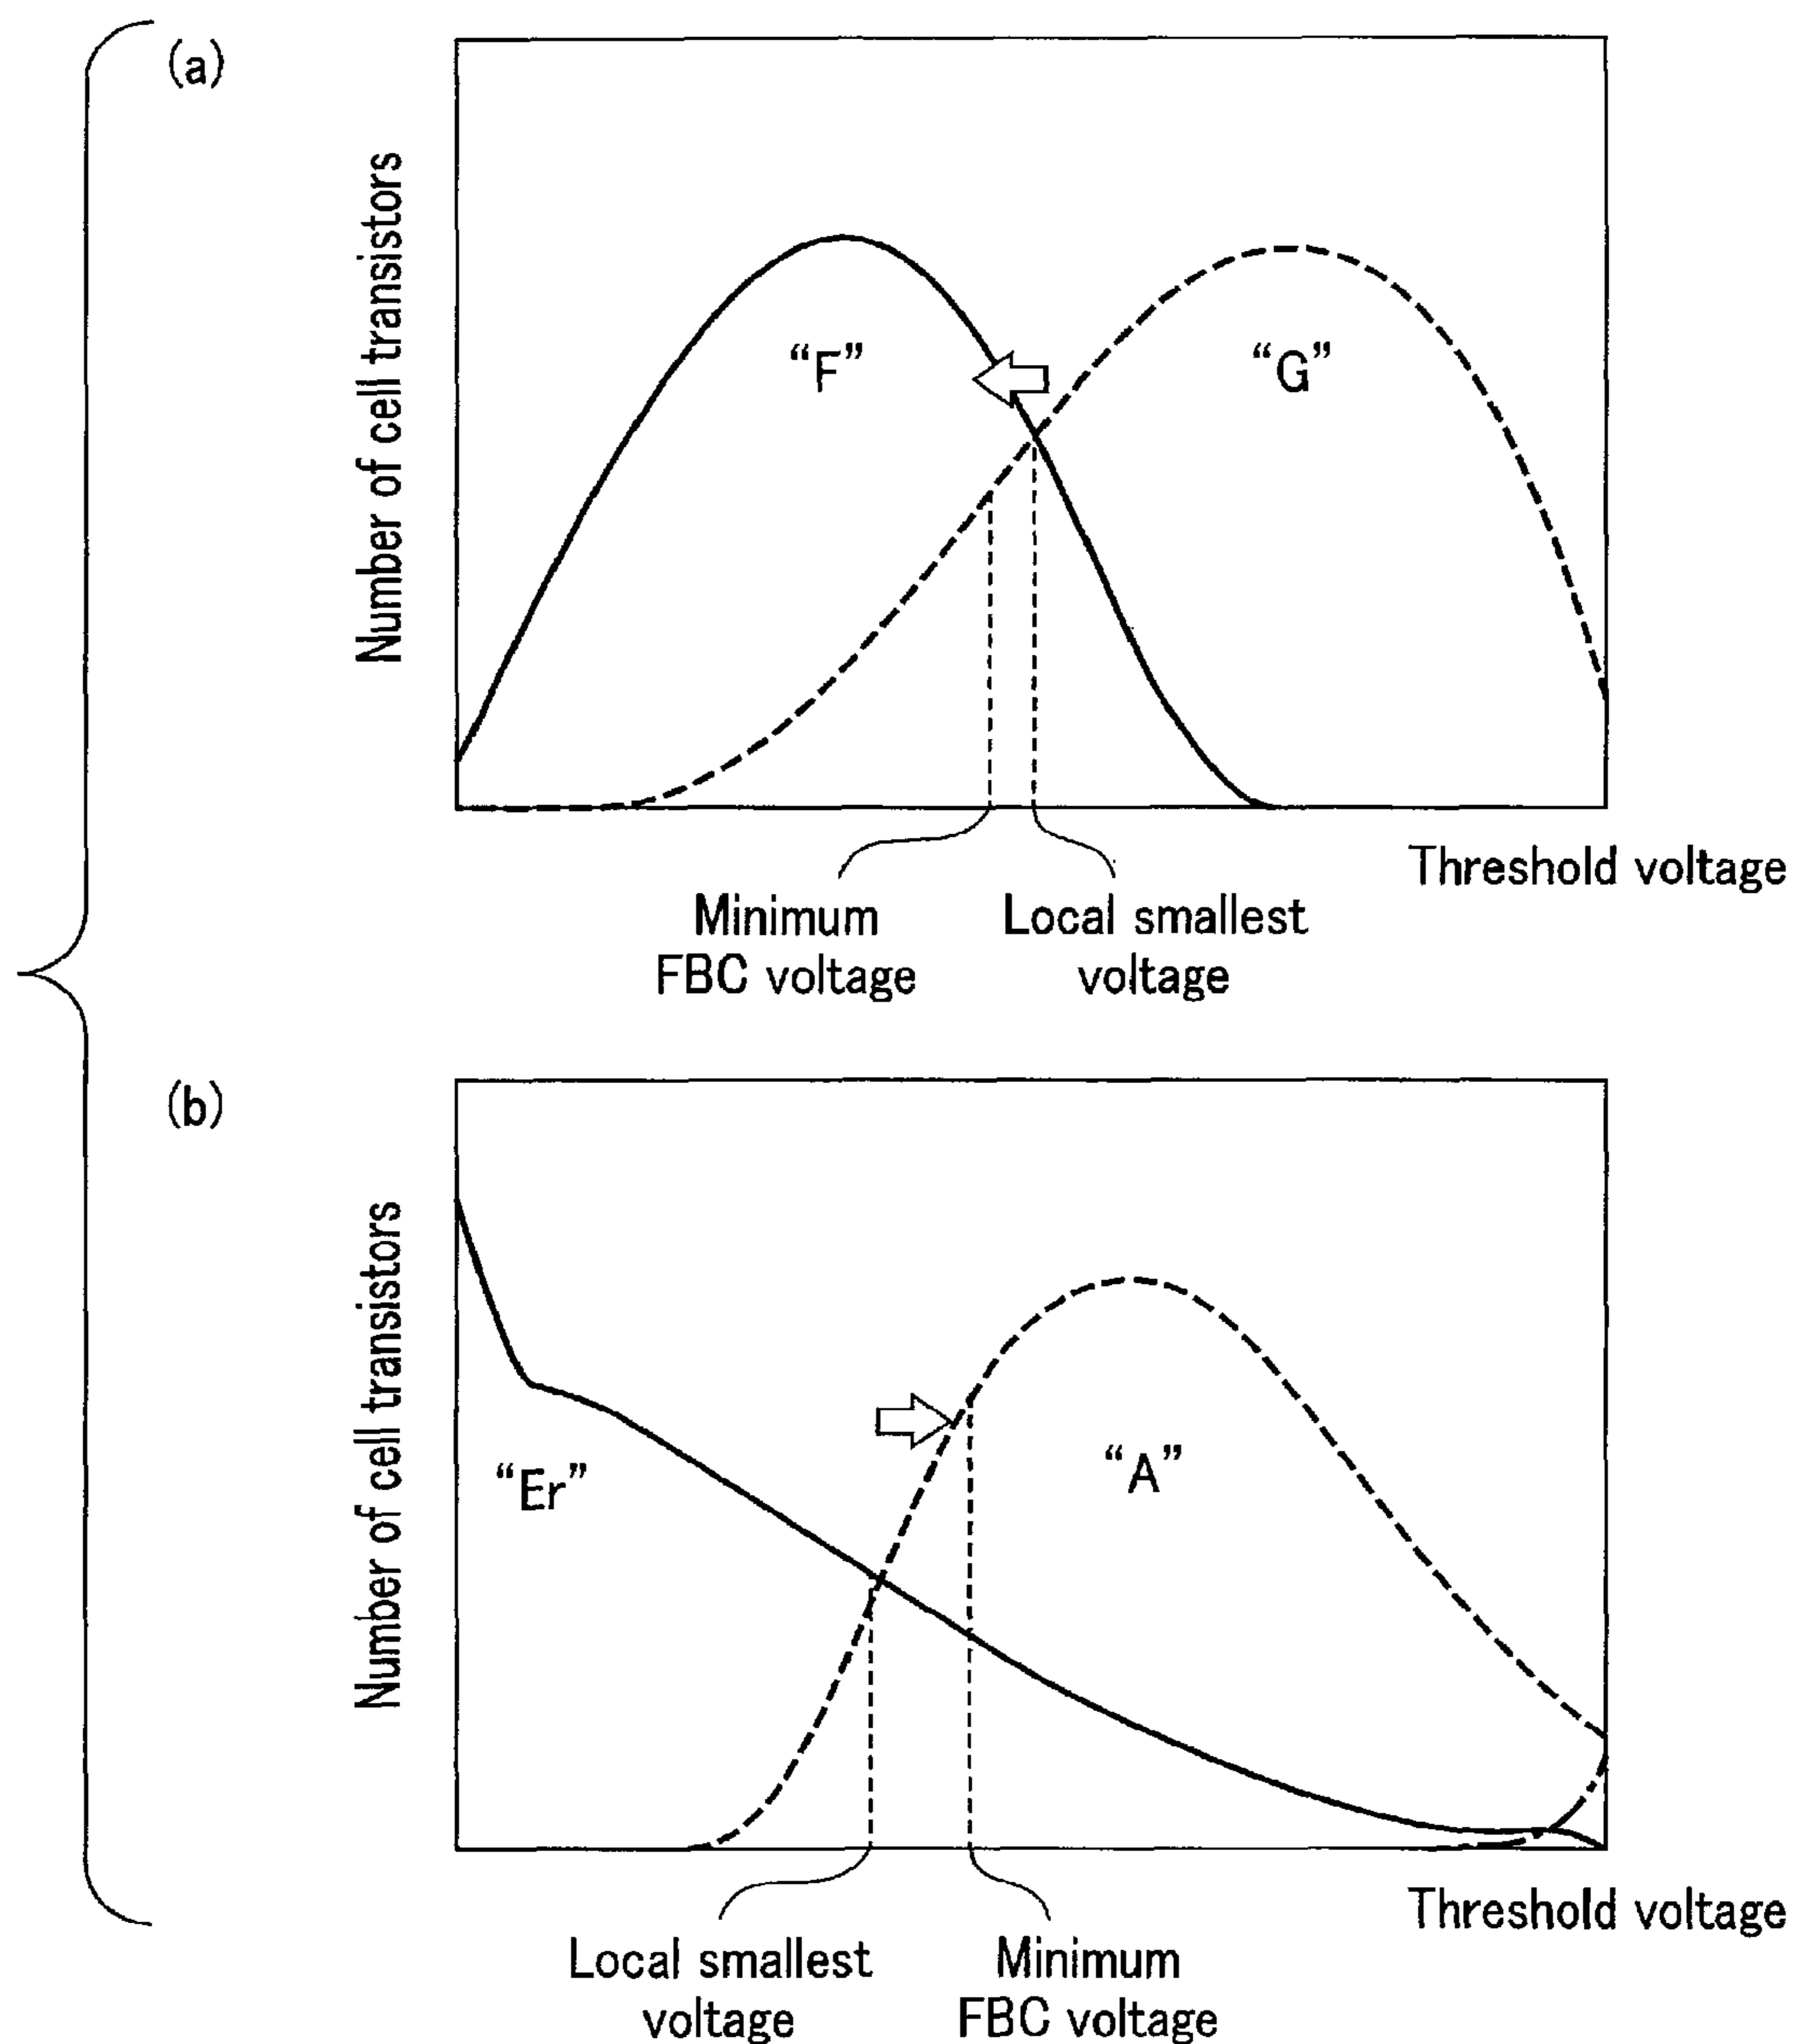 (a)
Number of cell transistors
“F”
“G”
Threshold voltage
Minimum
FBC voltage
Local smallest
voltage
(b)
Number of cell transistors
“Er”
“A”
Threshold voltage
Local smallest
voltage
Minimum
FBC voltage